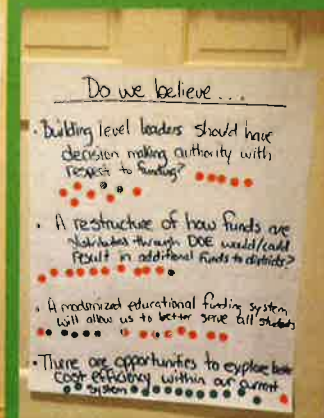 Do we believe...
• Building level leaders should have
decision making authority with
respect to funding?
• A restructure of how funds are
distributed through DOE would/could
result in additional funds to districts?
• A modernized educational funding system
will allow us to better serve all students
• There are opportunities to explore
cost efficiency within our current
system